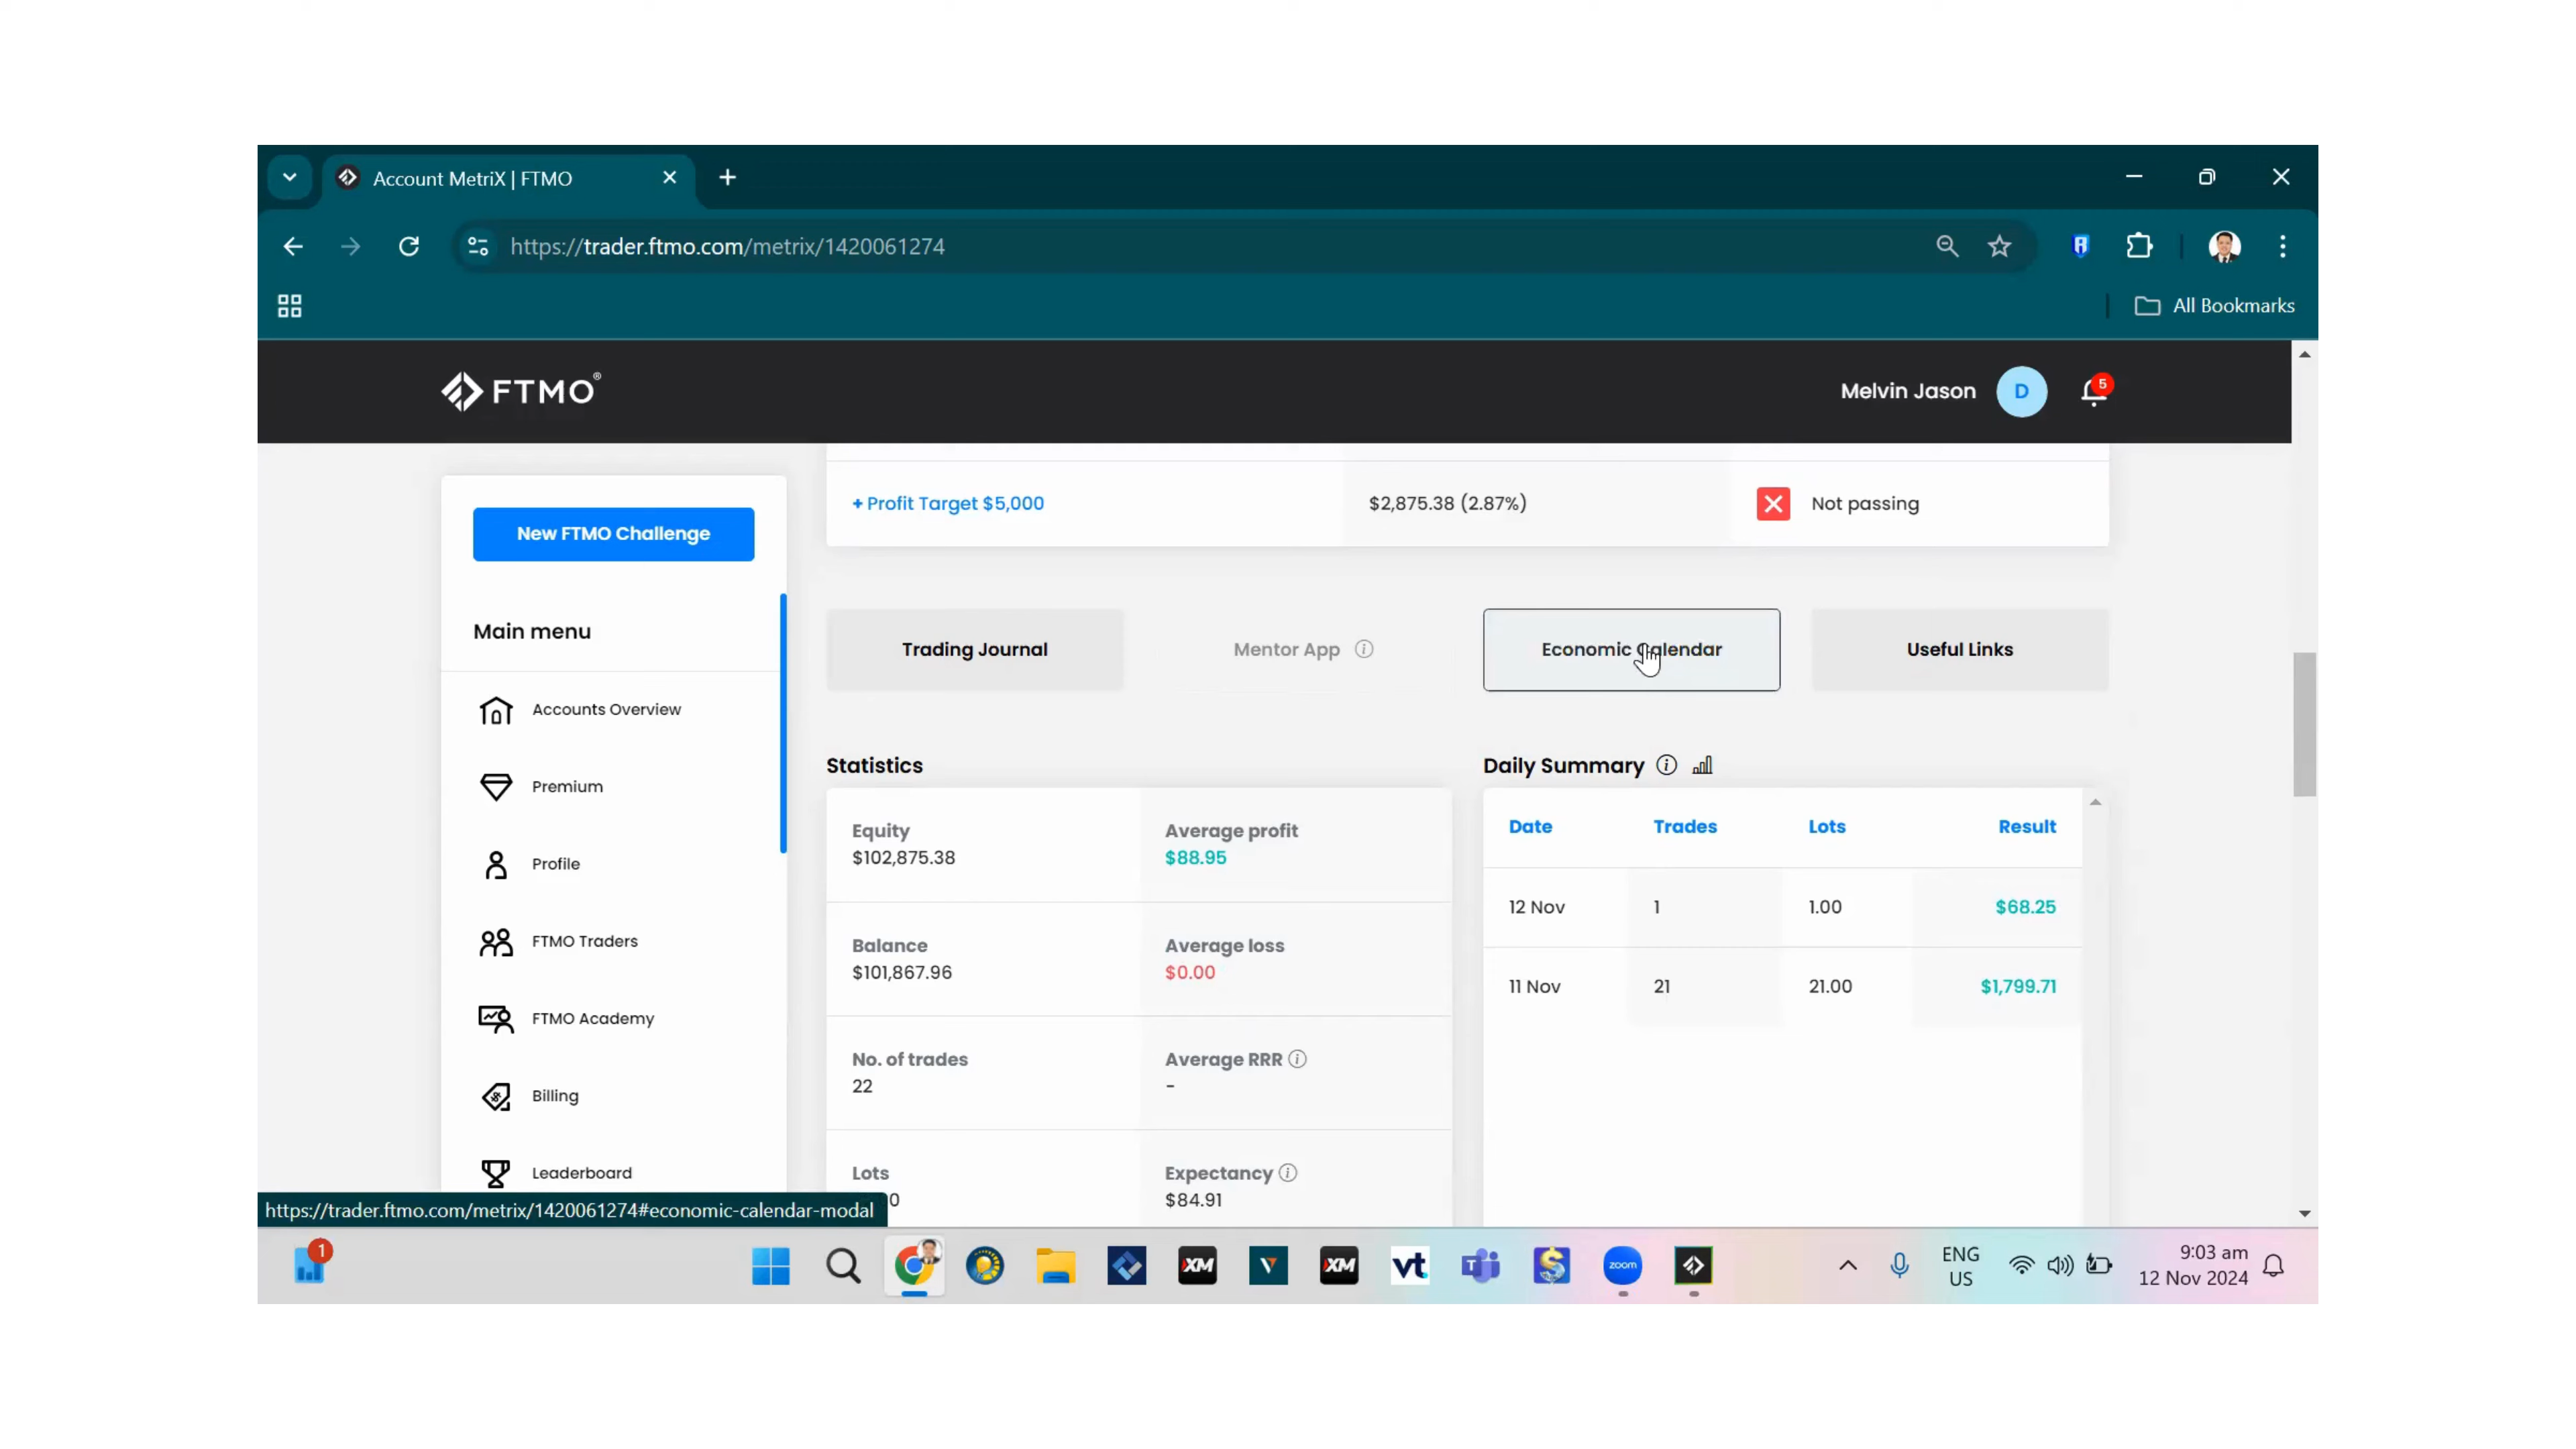 Account MetriX | FTMO
https://trader.ftmo.com/metrix/1420061274
All Bookmarks
FTMO®
Melvin Jason
D
5
+ Profit Target $5,000
$2,875.38 (2.87%)
Not passing
New FTMO Challenge
Main menu
Accounts Overview
Premium
Profile
FTMO Traders
FTMO Academy
Billing
Leaderboard
Trading Journal
Mentor App
Economic Calendar
Useful Links
Statistics
Equity
$102,875.38
Average profit
$88.95
Balance
$101,867.96
Average loss
$0.00
No. of trades
22
Average RRR
-
Lots
0
Expectancy
$84.91
Daily Summary
Date Trades Lots Result
12 Nov 1 1.00 $68.25
11 Nov 21 21.00 $1,799.71
https://trader.ftmo.com/metrix/1420061274#economic-calendar-modal
1
XM
XM
vt
T
zoom
ENG
US
9:03 am
12 Nov 2024